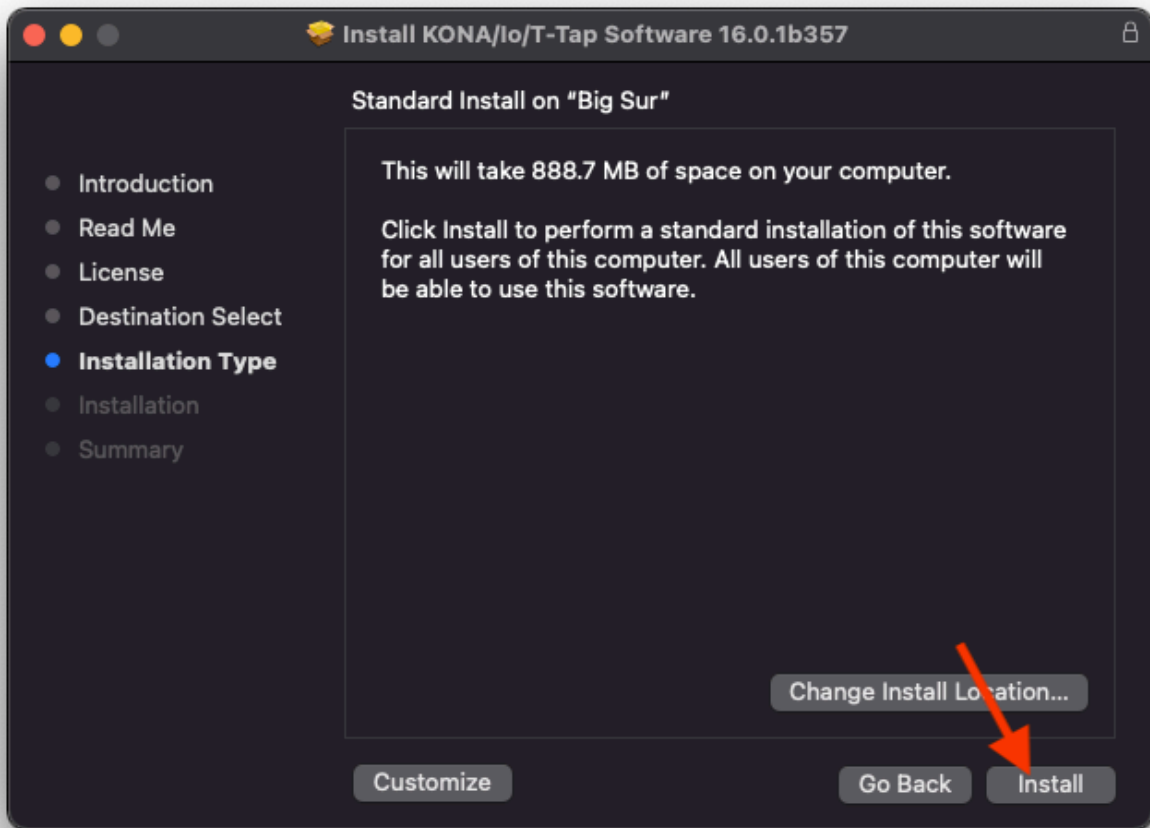 Install KONA/Io/T-Tap Software 16.0.1b357
Standard Install on “Big Sur”
Introduction
Read Me
License
Destination Select
Installation Type
Installation
Summary
This will take 888.7 MB of space on your computer.
Click Install to perform a standard installation of this software
for all users of this computer. All users of this computer will
be able to use this software.
Change Install Location...
Customize
Go Back
Install